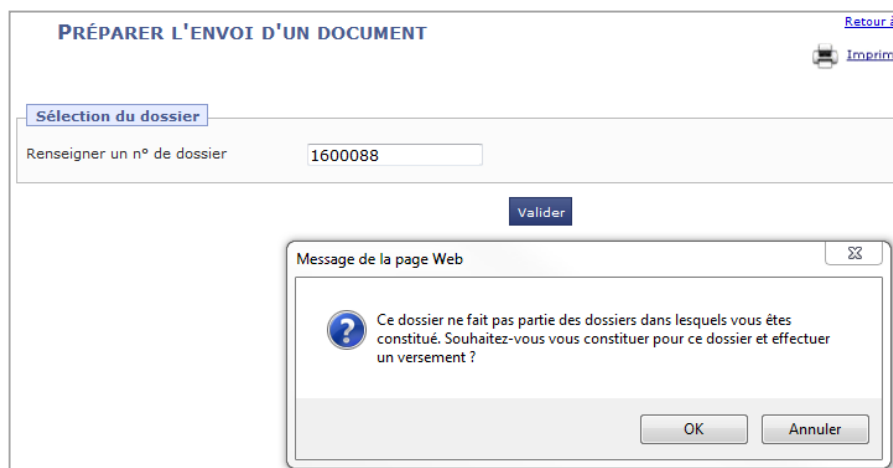 PRÉPARER L'ENVOI D'UN DOCUMENT
Retour à
Imprim
Sélection du dossier
Renseigner un n° de dossier 1600088
Valider
Message de la page Web
Ce dossier ne fait pas partie des dossiers dans lesquels vous êtes
constitué. Souhaitez-vous vous constituer pour ce dossier et effectuer
un versement ?
OK Annuler